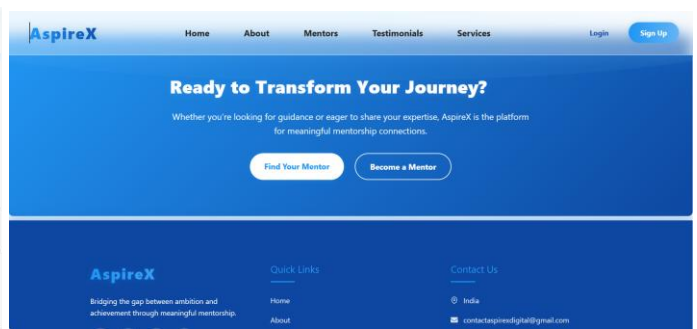 AspireX
Home About Mentors Testimonials Services Login Sign Up
Ready to Transform Your Journey?
Whether you're looking for guidance or eager to share your expertise, AspireX is the platform
for meaningful mentorship connections.
Find Your Mentor Become a Mentor
AspireX
Bridging the gap between ambition and
achievement through meaningful mentorship.
Quick Links
Home
About
Contact Us
India
contactaspirexdigital@gmail.com